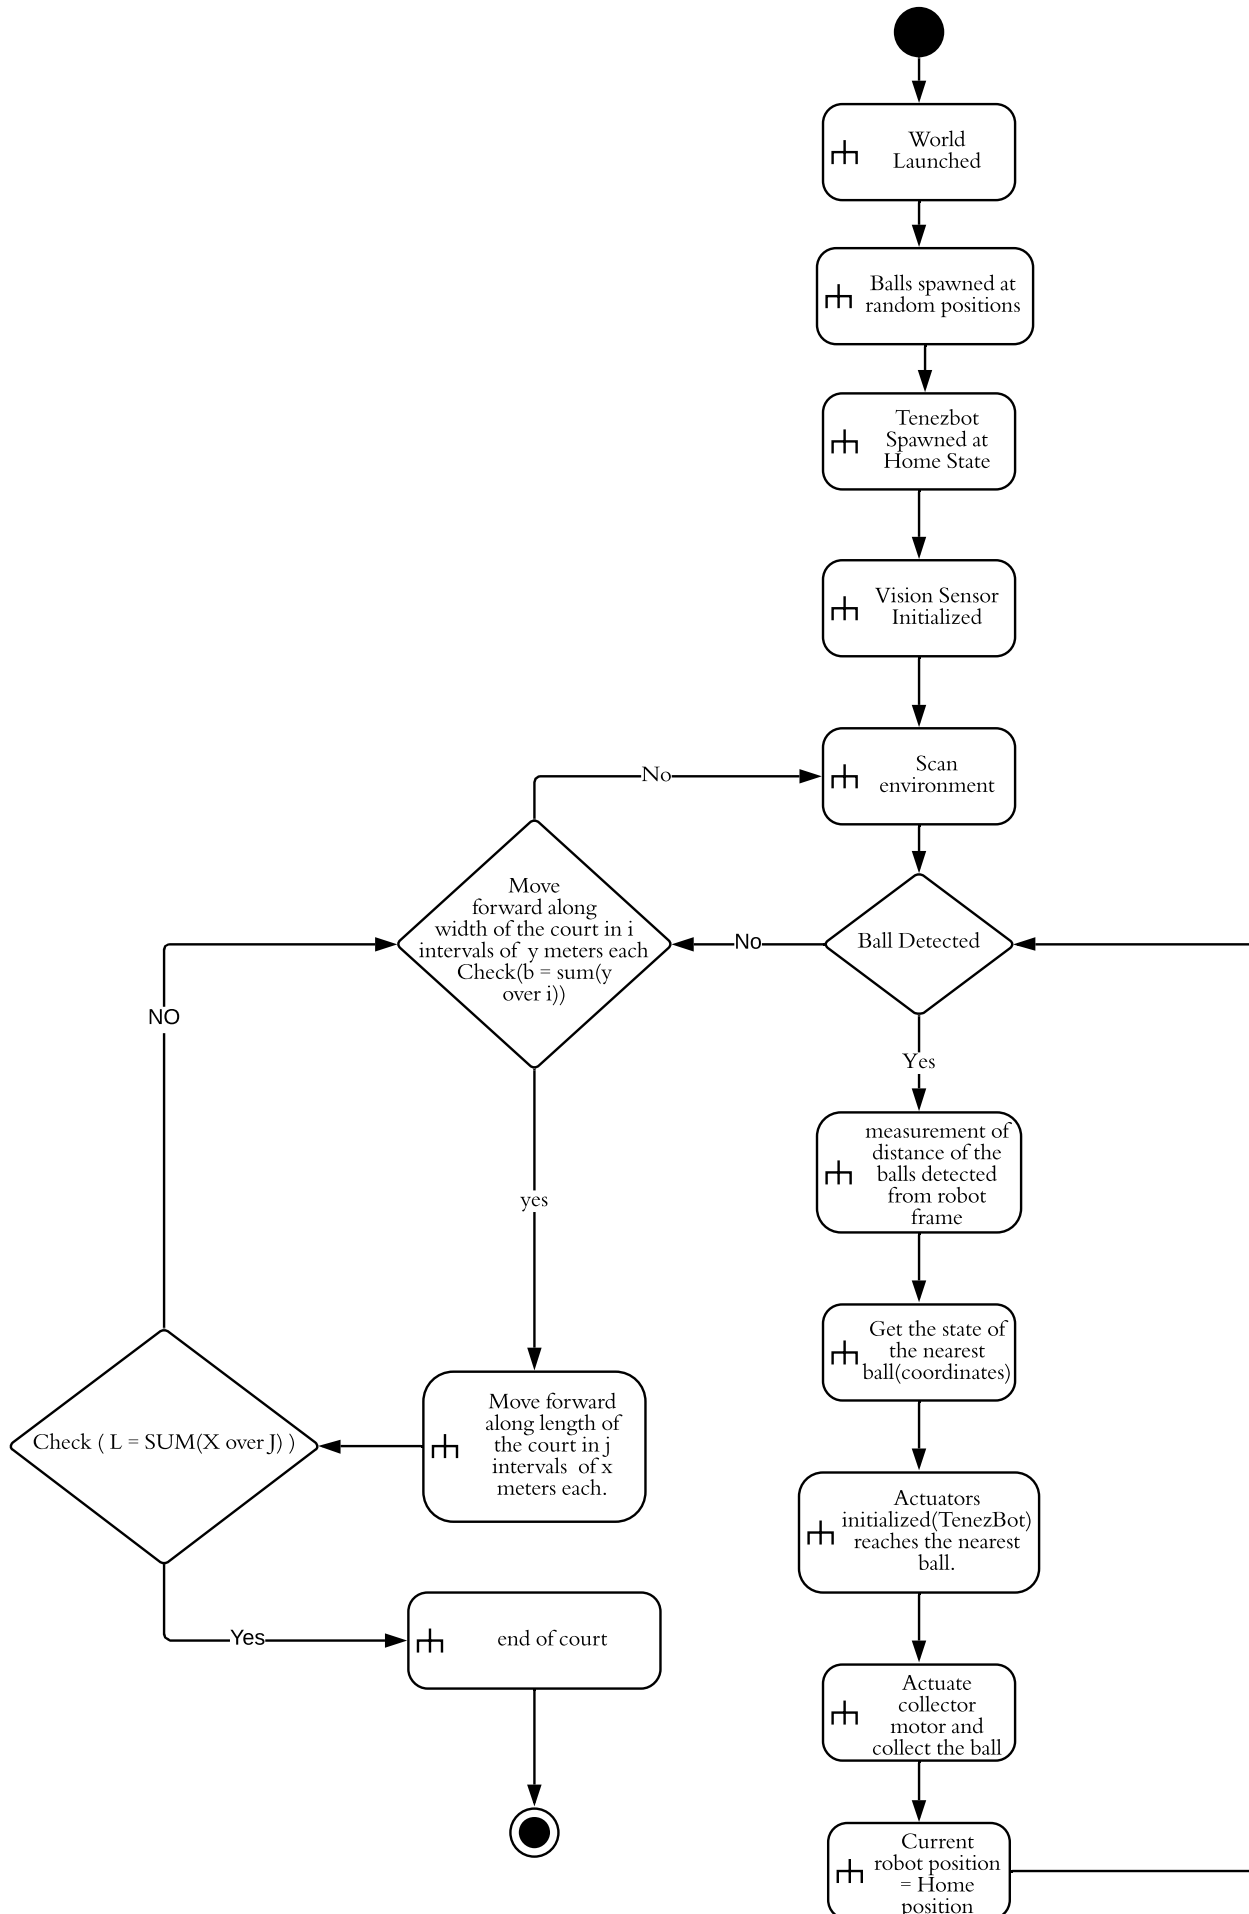 World
Launched
Balls spawned at
random positions
Tenezbot
Spawned at
Home State
Vision Sensor
Initialized
Scan
environment
No
Move
forward along
width of the court in i
intervals of  y meters each
Check(b = sum(y
over i))
No
Ball Detected
NO
Yes
measurement of
distance of the
balls detected
from robot
frame
yes
Get the state of
the nearest
ball(coordinates)
Move forward
along length of
the court in j
intervals  of x
meters each.
Check ( L = SUM(X over J) )
Actuators
initialized(TenezBot)
reaches the nearest
ball.
Yes
end of court
Actuate
collector
motor and
collect the ball
Current
robot position
= Home
position